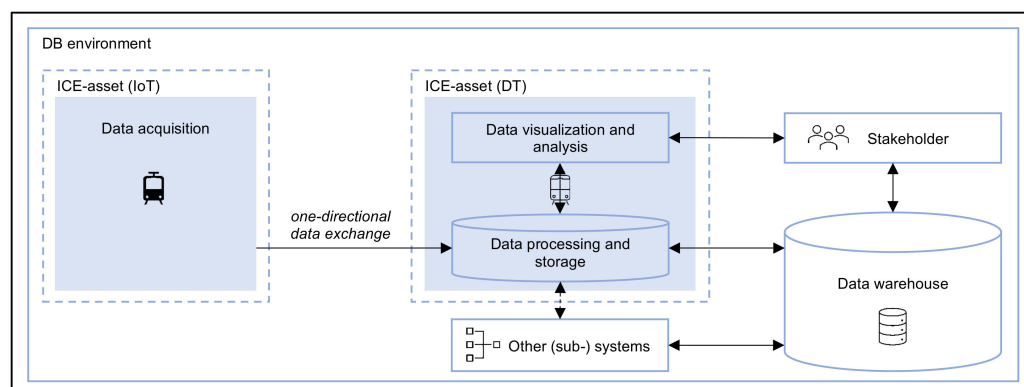 DB environment
ICE-asset (IoT)
Data acquisition
one-directional
data exchange
ICE-asset (DT)
Data visualization and
analysis
Data processing and
storage
Other (sub-) systems
Stakeholder
Data warehouse